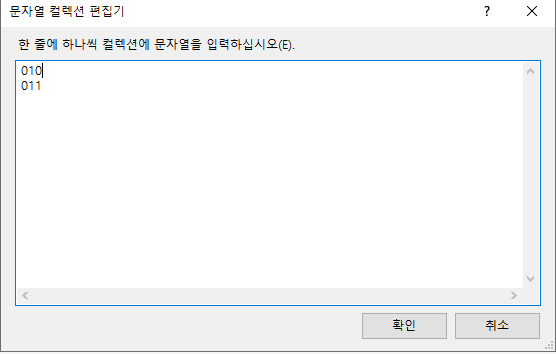 문자열 컬렉션 편집기
?
한 줄에 하나씩 컬렉션에 문자열을 입력하십시오(E).
010
011
확인
취소